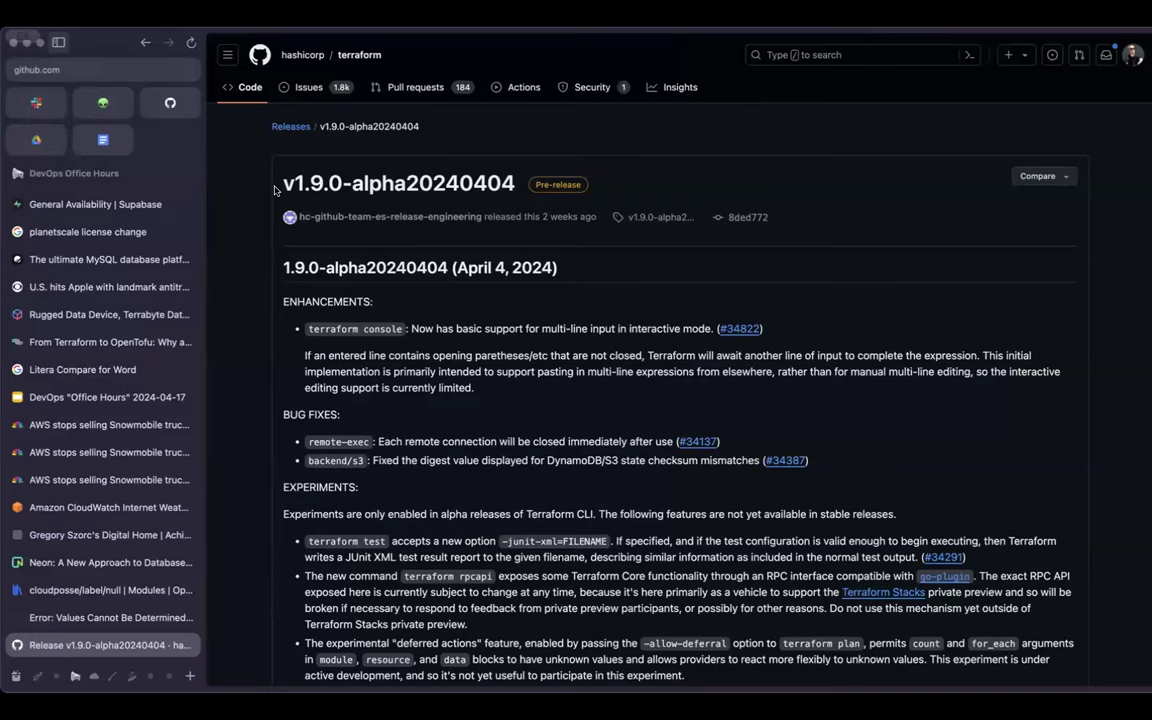 github.com
DevOps Office Hours
General Availability | Supabase
planetscale license change
The ultimate MySQL database platf...
U.S. hits Apple with landmark antitr...
Rugged Data Device, Terrabyte Dat...
From Terraform to OpenTofu: Why a...
Litera Compare for Word
DevOps "Office Hours" 2024-04-17
AWS stops selling Snowmobile truc...
AWS stops selling Snowmobile truc...
AWS stops selling Snowmobile truc...
Amazon CloudWatch Internet Weat...
Gregory Szorc's Digital Home | Achi...
Neon: A New Approach to Database...
cloudposse/label/null | Modules | Op...
Error: Values Cannot Be Determined...
Release v1.9.0-alpha20240404 · ha...
hashicorp / terraform
Type / to search
Code Issues 1.8k Pull requests 184 Actions Security 1 Insights
Releases / v1.9.0-alpha20240404
v1.9.0-alpha20240404 Pre-release Compare
hc-github-team-es-release-engineering released this 2 weeks ago v1.9.0-alpha2... 8ded772
1.9.0-alpha20240404 (April 4, 2024)
ENHANCEMENTS:
• terraform console: Now has basic support for multi-line input in interactive mode. (#34822)
If an entered line contains opening paretheses/etc that are not closed, Terraform will await another line of input to complete the expression. This initial
implementation is primarily intended to support pasting in multi-line expressions from elsewhere, rather than for manual multi-line editing, so the interactive
editing support is currently limited.
BUG FIXES:
• remote-exec: Each remote connection will be closed immediately after use (#34137)
• backend/s3: Fixed the digest value displayed for DynamoDB/S3 state checksum mismatches (#34387)
EXPERIMENTS:
Experiments are only enabled in alpha releases of Terraform CLI. The following features are not yet available in stable releases.
• terraform test accepts a new option -junit-xml=FILENAME. If specified, and if the test configuration is valid enough to begin executing, then Terraform
writes a JUnit XML test result report to the given filename, describing similar information as included in the normal test output. (#34291)
• The new command terraform rpcapi exposes some Terraform Core functionality through an RPC interface compatible with go-plugin. The exact RPC API
exposed here is currently subject to change at any time, because it's here primarily as a vehicle to support the Terraform Stacks private preview and so will be
broken if necessary to respond to feedback from private preview participants, or possibly for other reasons. Do not use this mechanism yet outside of
Terraform Stacks private preview.
• The experimental "deferred actions" feature, enabled by passing the -allow-deferral option to terraform plan, permits count and for_each arguments
in module, resource, and data blocks to have unknown values and allows providers to react more flexibly to unknown values. This experiment is under
active development, and so it's not yet useful to participate in this experiment.